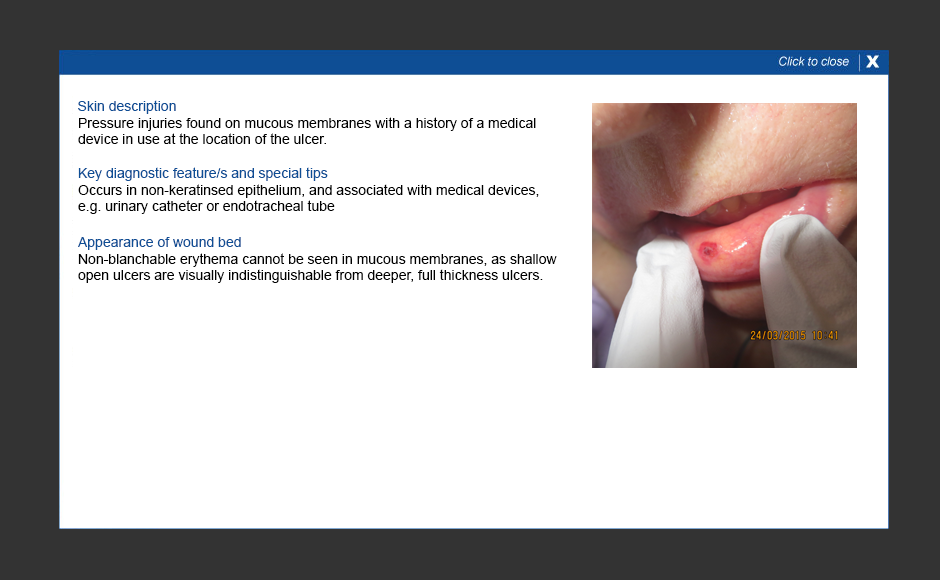 Click to close | X
Skin description
Pressure injuries found on mucous membranes with a history of a medical
device in use at the location of the ulcer.
Key diagnostic feature/s and special tips
Occurs in non-keratinsed epithelium, and associated with medical devices,
e.g. urinary catheter or endotracheal tube
Appearance of wound bed
Non-blanchable erythema cannot be seen in mucous membranes, as shallow
open ulcers are visually indistinguishable from deeper, full thickness ulcers.
24/03/2015 10:41